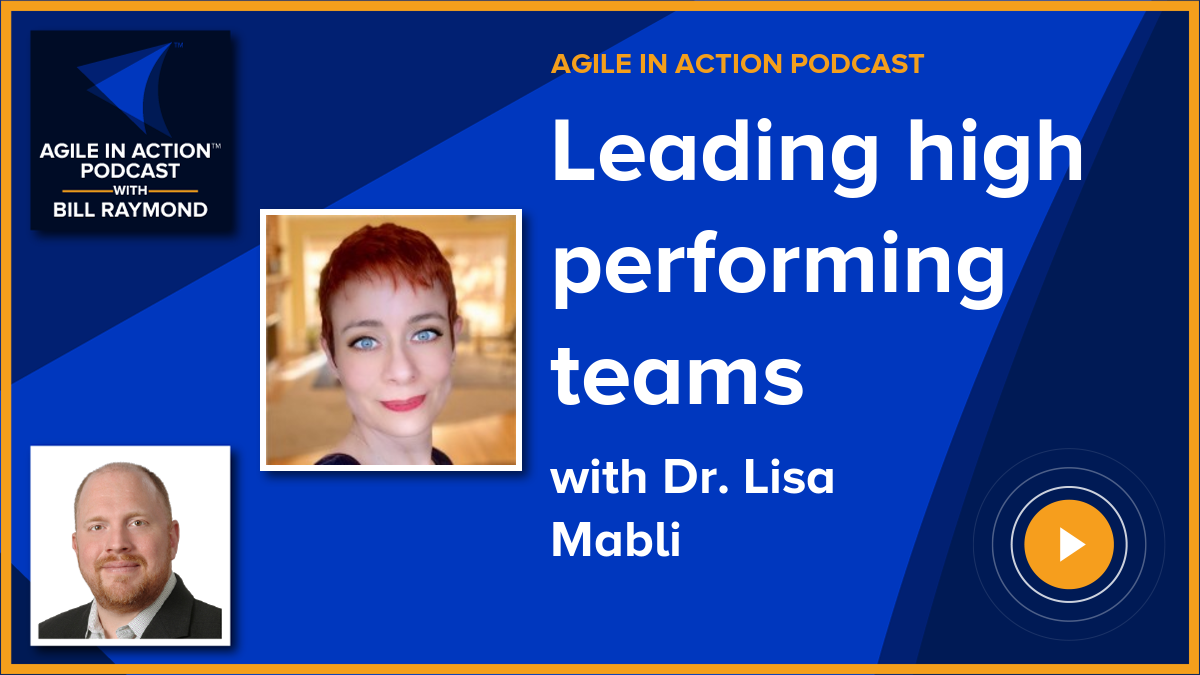 AGILE IN ACTION™
PODCAST
WITH
BILL RAYMOND
AGILE IN ACTION PODCAST
Leading high
performing
teams
with Dr. Lisa
Mabli
TM